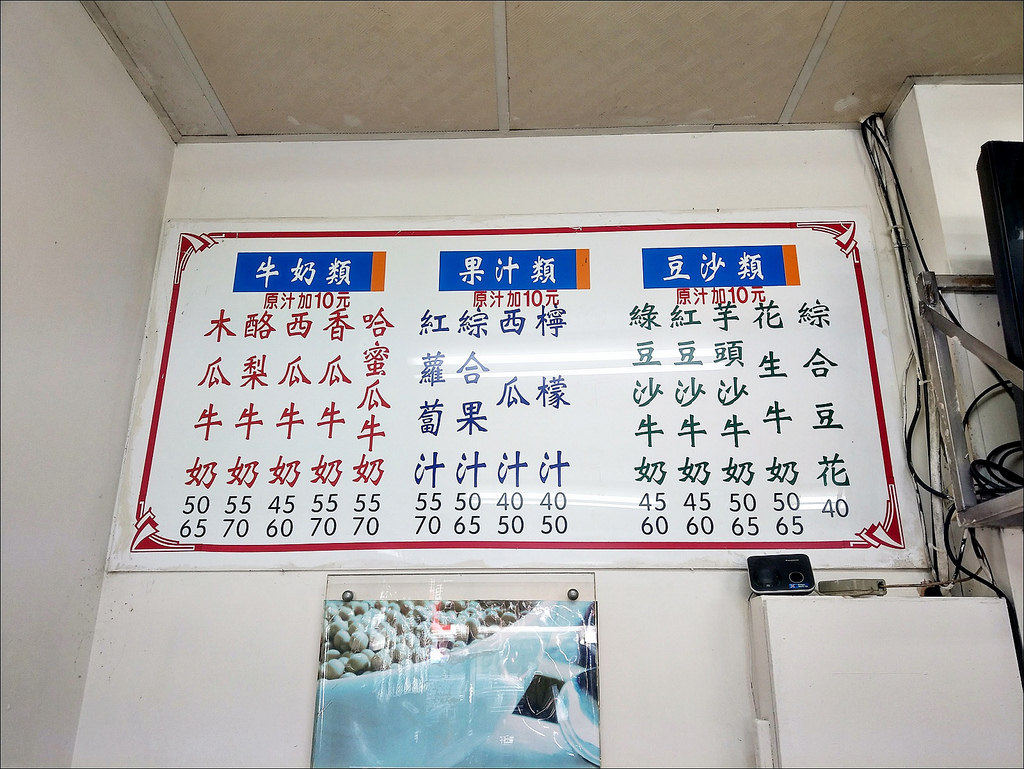 牛奶類
原汁加10元
木瓜牛奶 50 65
酪梨牛奶 55 70
西瓜牛奶 45 60
香瓜牛奶 55 70
哈蜜瓜牛奶 55 70
果汁類
原汁加10元
紅蘿蔔汁 55 70
綜合果汁 50 65
西瓜汁 40 50
檸檬汁 40 50
豆沙類
原汁加10元
綠豆沙牛奶 45 60
紅豆沙牛奶 45 60
芋頭沙牛奶 50 65
花生牛奶 50 65
綜合豆花 40